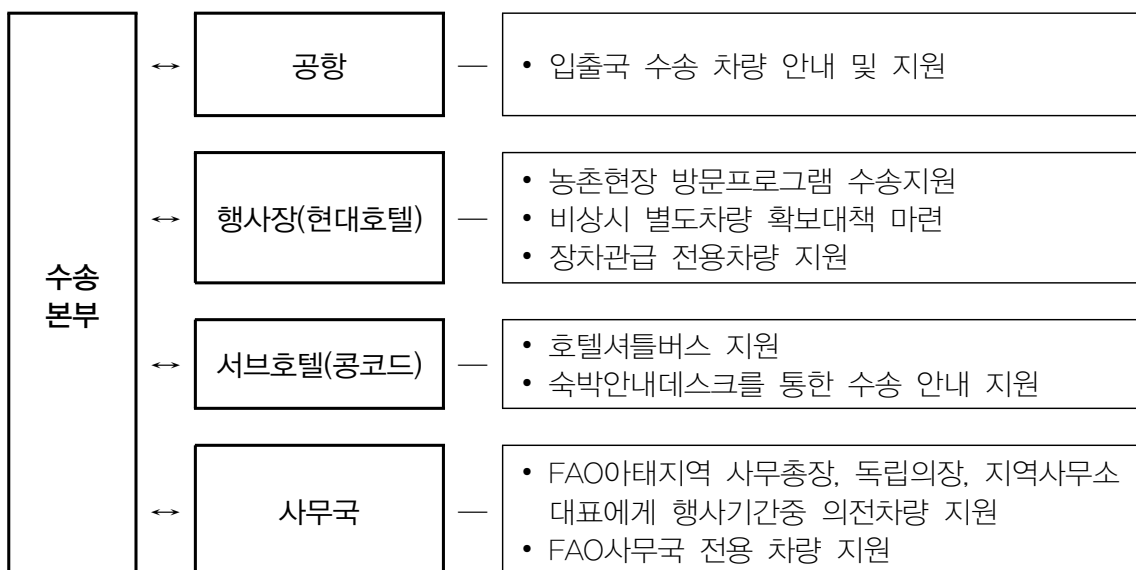 수송
본부
↔ 공항 — • 입출국 수송 차량 안내 및 지원
↔ 행사장(현대호텔) — • 농촌현장 방문프로그램 수송지원
• 비상시 별도차량 확보대책 마련
• 장차관급 전용차량 지원
↔ 서브호텔(콩코드) — • 호텔셔틀버스 지원
• 숙박안내데스크를 통한 수송 안내 지원
↔ 사무국 — • FAO아태지역 사무총장, 독립의장, 지역사무소
대표에게 행사기간중 의전차량 지원
• FAO사무국 전용 차량 지원